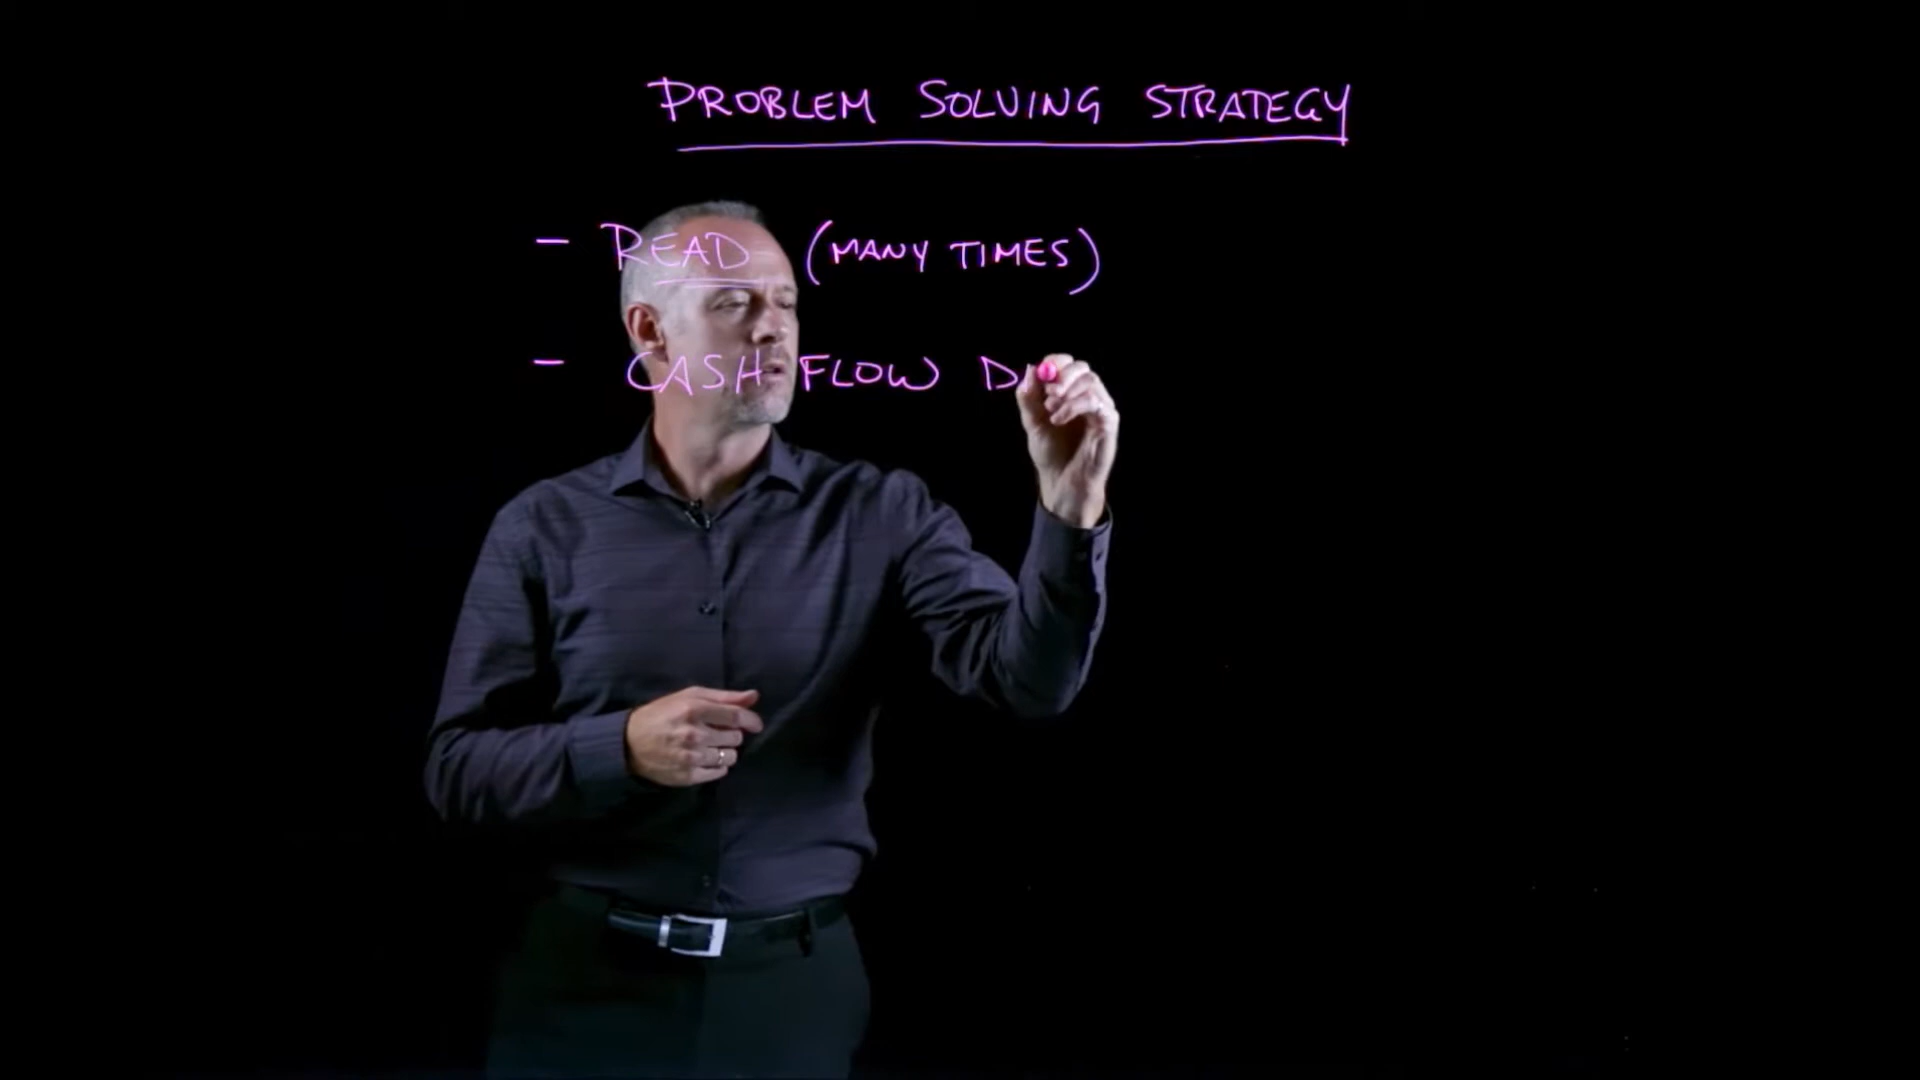 PROBLEM SOLVING STRATEGY
- READ (MANY TIMES)
- CASH FLOW D